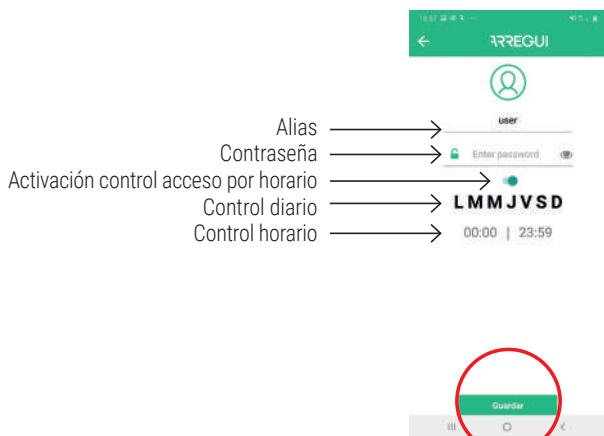 ARREGUI
user
Alias
Contraseña
Enter password
Activación control acceso por horario
Control diario
LMMJVSD
Control horario
00:00 | 23:59
Guardar